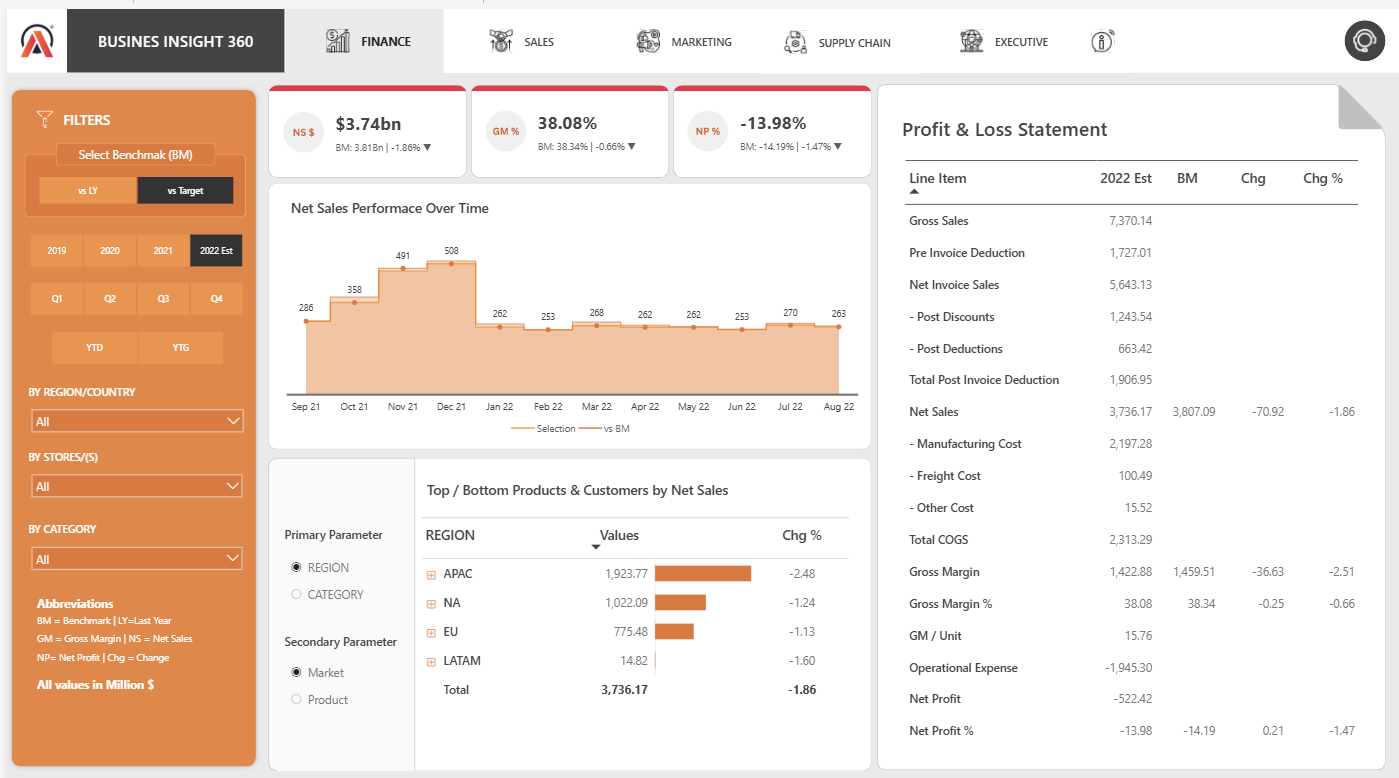 BUSINES INSIGHT 360
FINANCE
SALES
MARKETING
SUPPLY CHAIN
EXECUTIVE
FILTERS
Select Benchmak (BM)
vs LY vs Target
2019 2020 2021 2022 Est
Q1 Q2 Q3 Q4
YTD YTG
BY REGION/COUNTRY
All
BY STORES/(S)
All
BY CATEGORY
All
Abbreviations
BM = Benchmark | LY=Last Year
GM = Gross Margin | NS = Net Sales
NP= Net Profit | Chg = Change
All values in Million $
NS $
$3.74bn
BM: 3.81Bn | -1.86% ▼
GM %
38.08%
BM: 38.34% | -0.66% ▼
NP %
-13.98%
BM: -14.19% | -1.47% ▼
Net Sales Performace Over Time
286 358 491 508 262 253 268 262 262 253 270 263
Sep 21 Oct 21 Nov 21 Dec 21 Jan 22 Feb 22 Mar 22 Apr 22 May 22 Jun 22 Jul 22 Aug 22
Selection vs BM
Primary Parameter
REGION
CATEGORY
Secondary Parameter
Market
Product
Top / Bottom Products & Customers by Net Sales
REGION Values Chg %
APAC 1,923.77 -2.48
NA 1,022.09 -1.24
EU 775.48 -1.13
LATAM 14.82 -1.60
Total 3,736.17 -1.86
Profit & Loss Statement
Line Item 2022 Est BM Chg Chg %
Gross Sales 7,370.14
Pre Invoice Deduction 1,727.01
Net Invoice Sales 5,643.13
- Post Discounts 1,243.54
- Post Deductions 663.42
Total Post Invoice Deduction 1,906.95
Net Sales 3,736.17 3,807.09 -70.92 -1.86
- Manufacturing Cost 2,197.28
- Freight Cost 100.49
- Other Cost 15.52
Total COGS 2,313.29
Gross Margin 1,422.88 1,459.51 -36.63 -2.51
Gross Margin % 38.08 38.34 -0.25 -0.66
GM / Unit 15.76
Operational Expense -1,945.30
Net Profit -522.42
Net Profit % -13.98 -14.19 0.21 -1.47